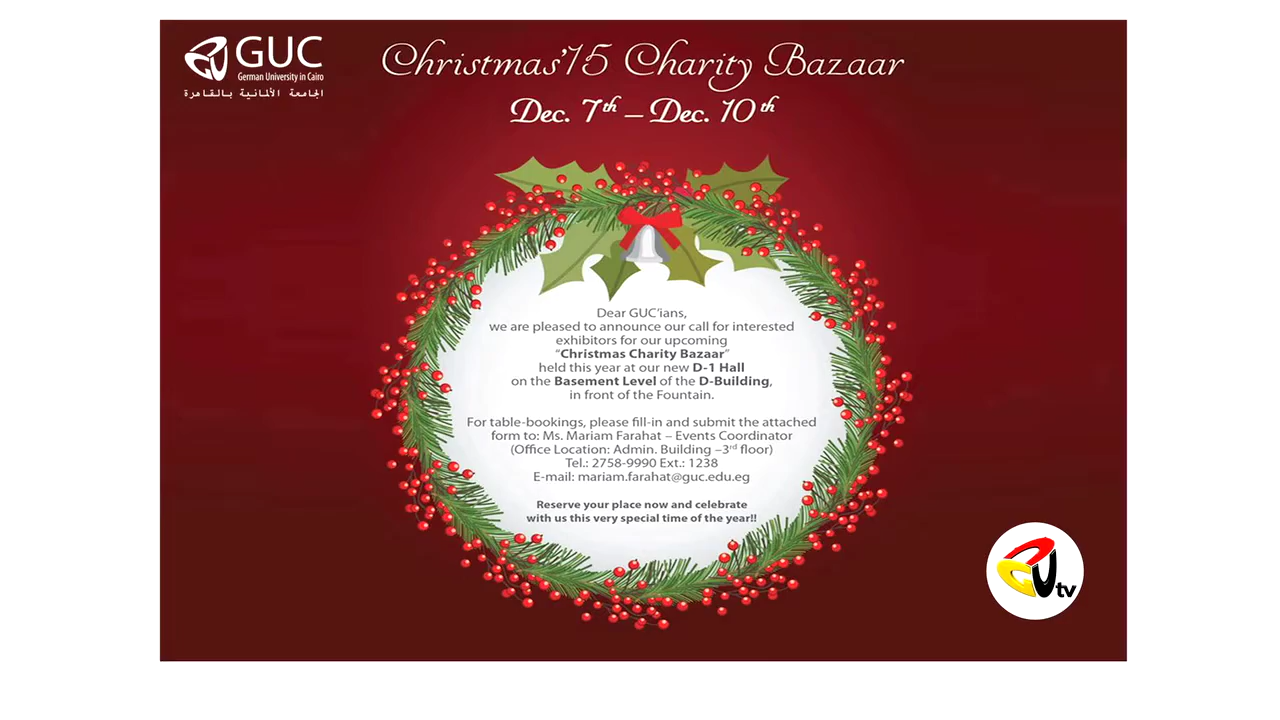 GUC
German University in Cairo
الجامعة الألمانية بالقاهرة
Christmas'15 Charity Bazaar
Dec. 7th – Dec. 10th
Dear GUC'ians,
we are pleased to announce our call for interested
exhibitors for our upcoming
“Christmas Charity Bazaar”
held this year at our new D-1 Hall
on the Basement Level of the D-Building,
in front of the Fountain.
For table-bookings, please fill-in and submit the attached
form to: Ms. Mariam Farahat – Events Coordinator
(Office Location: Admin. Building –3rd floor)
Tel.: 2758-9990 Ext.: 1238
E-mail: mariam.farahat@guc.edu.eg
Reserve your place now and celebrate
with us this very special time of the year!!
tv